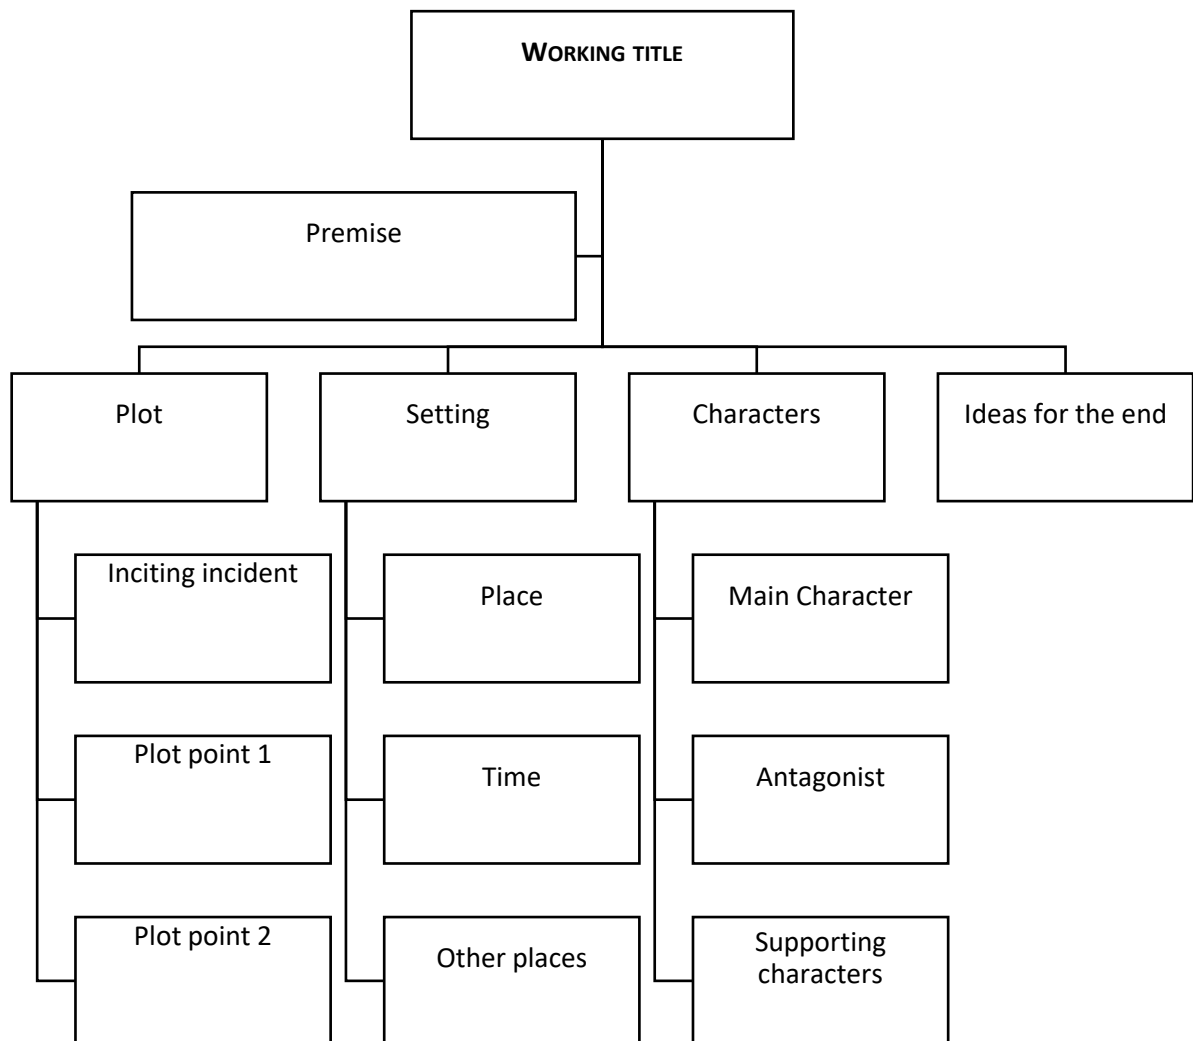 WORKING TITLE
Premise
Plot
Setting
Characters
Ideas for the end
Inciting incident
Place
Main Character
Plot point 1
Time
Antagonist
Plot point 2
Other places
Supporting
characters